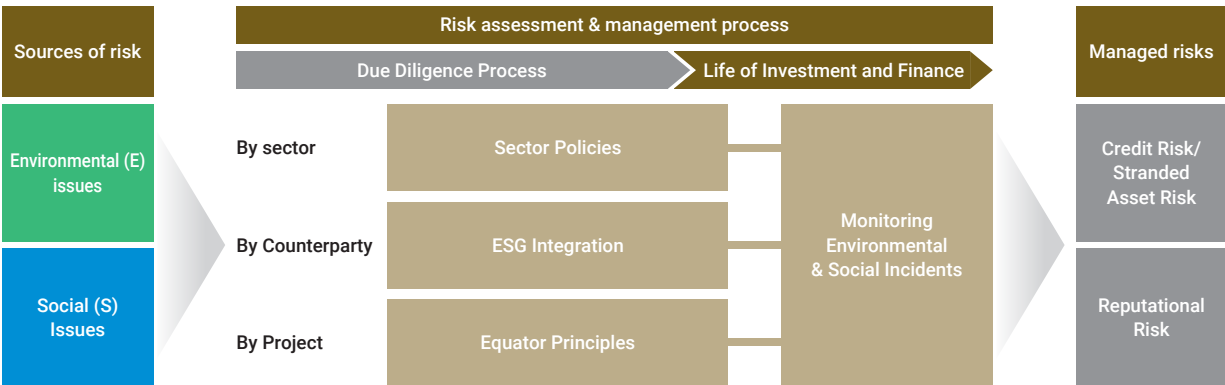 Sources of risk
Environmental (E)
issues
Social (S)
Issues
Risk assessment & management process
Due Diligence Process
Life of Investment and Finance
By sector
Sector Policies
By Counterparty
ESG Integration
By Project
Equator Principles
Monitoring
Environmental
& Social Incidents
Managed risks
Credit Risk/
Stranded
Asset Risk
Reputational
Risk